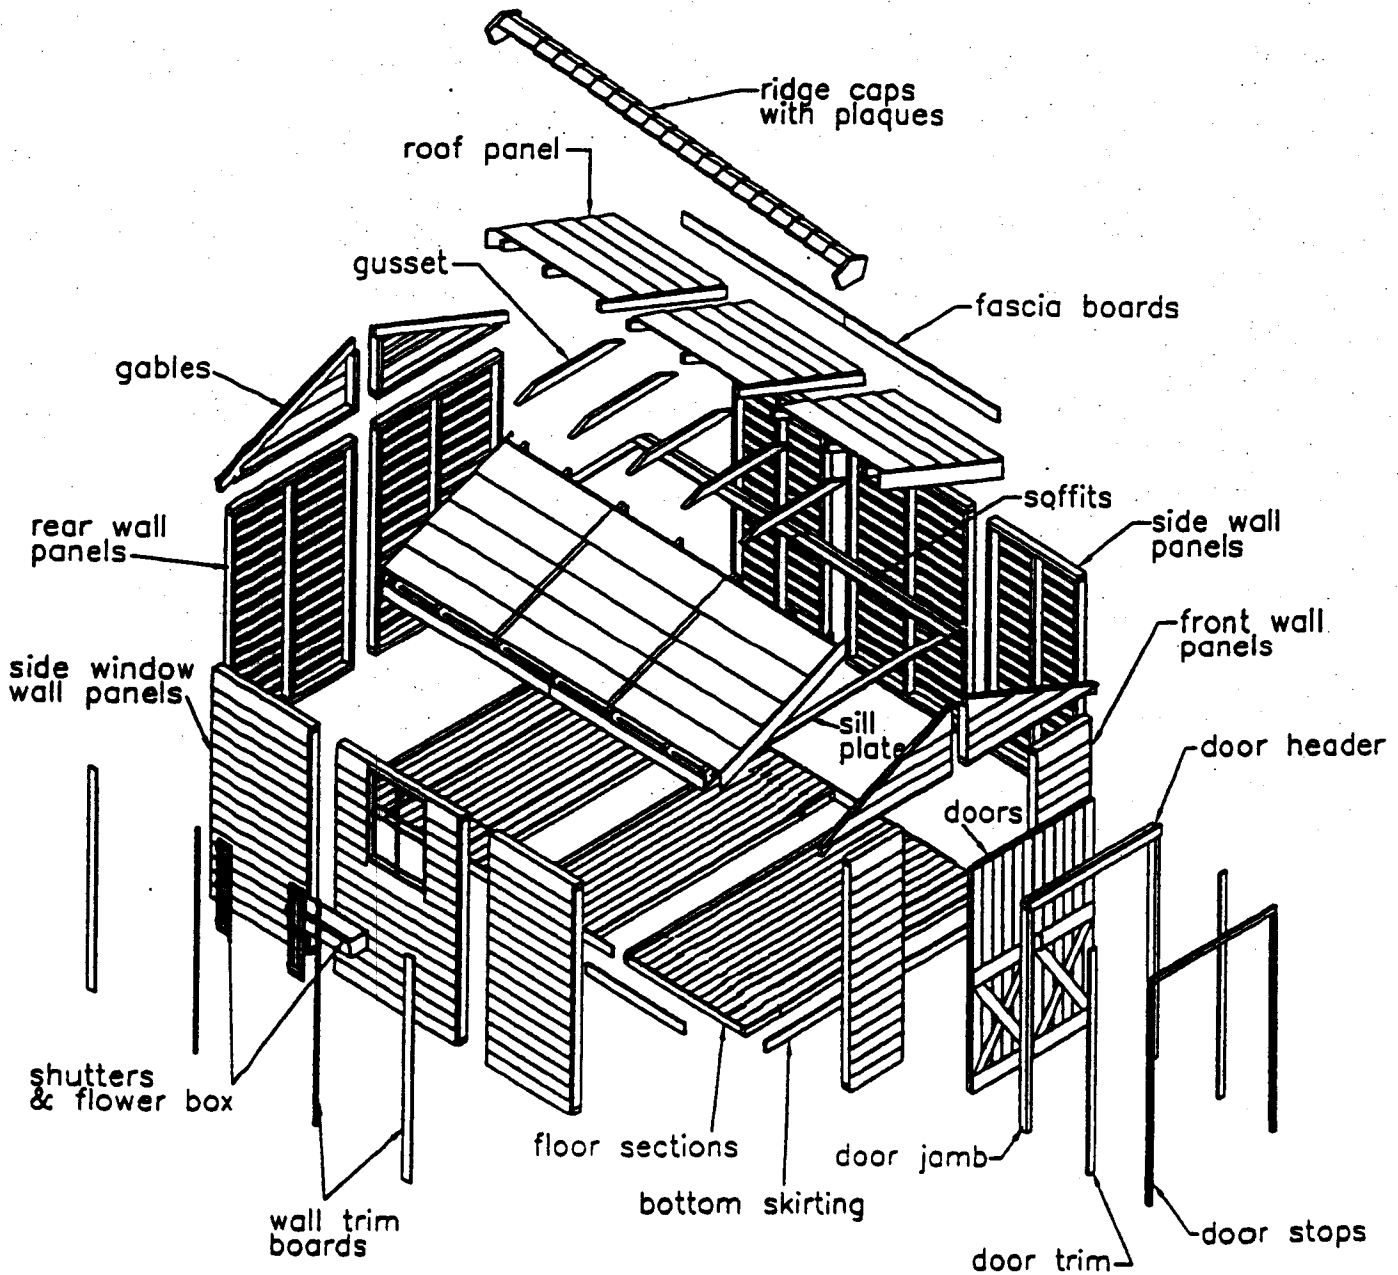 ridge caps
with plaques
roof panel
gusset
fascia boards
gables
soffits
side wall
panels
rear wall
panels
front wall
panels
side window
wall panels
sill
plate
door header
doors
shutters
& flower box
floor sections
door jamb
bottom skirting
wall trim
boards
door stops
door trim